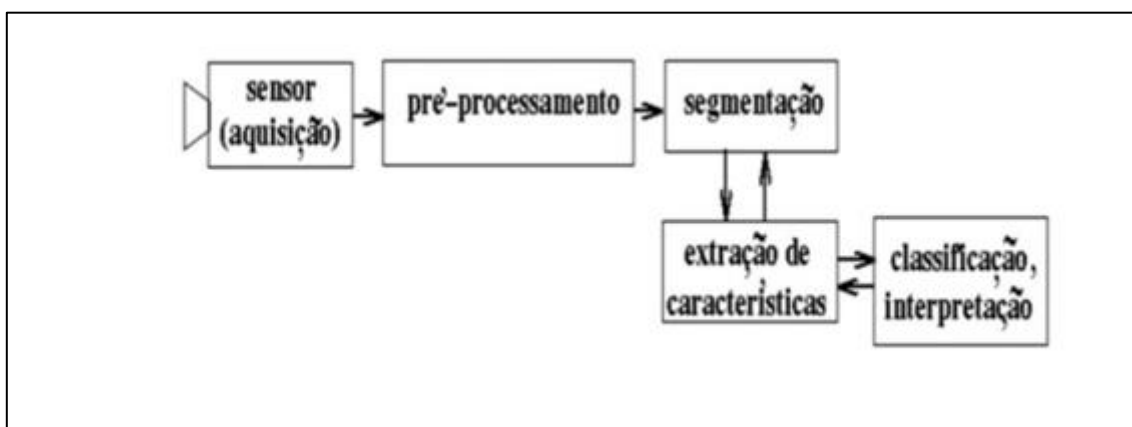 sensor
(aquisição)
pré-processamento
segmentação
extração de
características
classificação,
interpretação